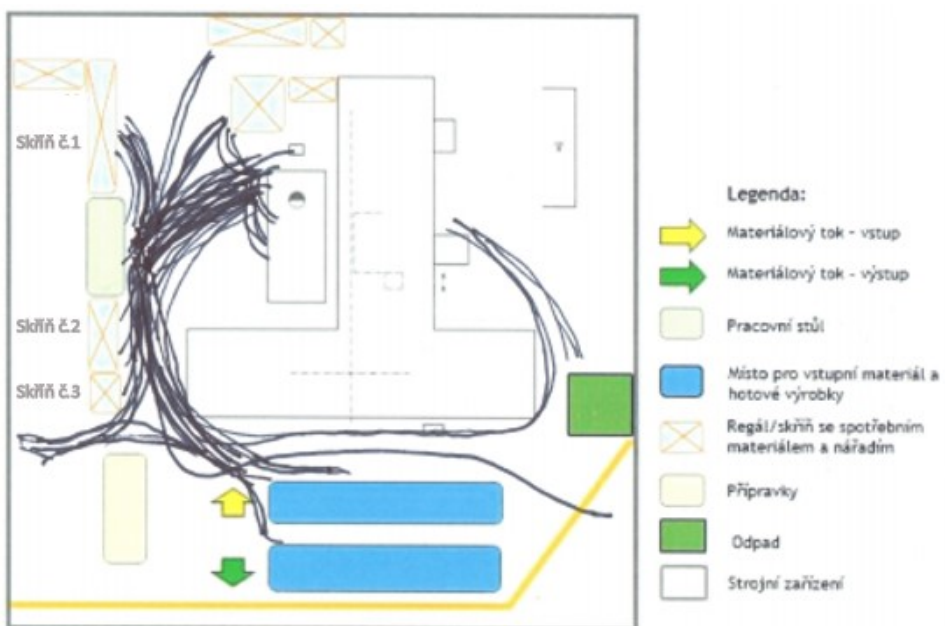 Skříň č.1
Skříň č.2
Skříň č.3
Legenda:
Materiálový tok - vstup
Materiálový tok - výstup
Pracovní stůl
Místo pro vstupní materiál a
hotové výrobky
Regál/skříň se spotřebním
materiálem a nářadím
Přípravky
Odpad
Strojní zařízení